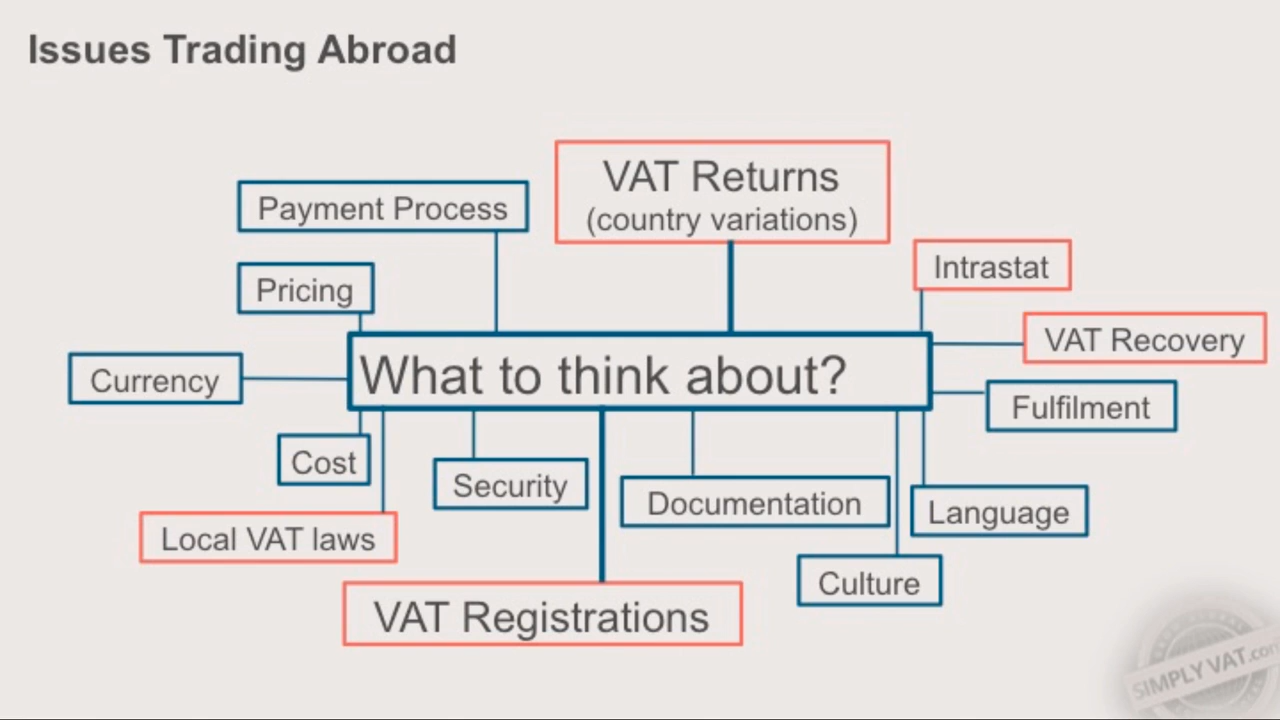 Issues Trading Abroad
VAT Returns
(country variations)
Payment Process
Intrastat
Pricing
VAT Recovery
What to think about?
Currency
Fulfilment
Cost
Security
Documentation
Language
Local VAT laws
Culture
VAT Registrations
SIMPLY VAT.com